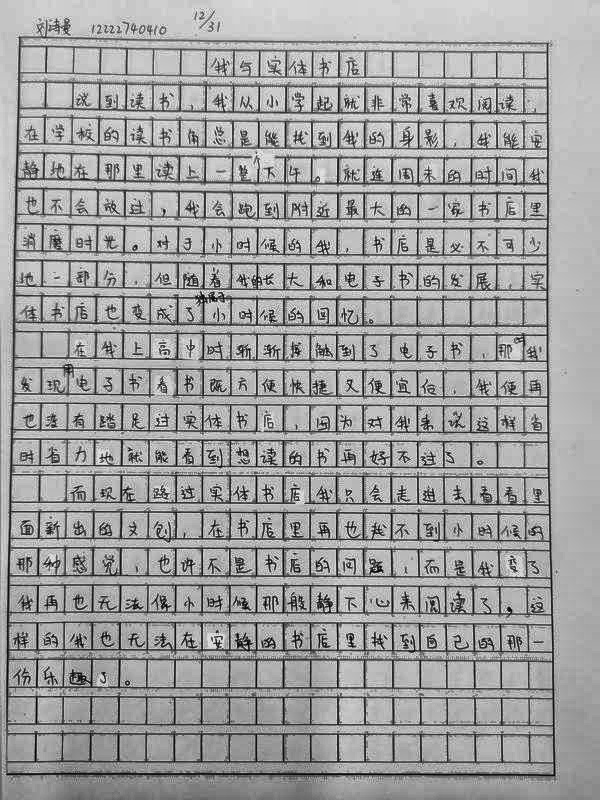 刘诗曼 12222740410 12/31
我与实体书店
说到读书，我从小学起就非常喜欢阅读，
在学校的读书角总是能找到我的身影，我能安
静地在那里读上一整个下午。就连周末的时间我
也不会放过，我会跑到附近最大的一家书店里
消磨时光。对于小时候的我，书店是必不可少
地一部分，但随着我的长大和电子书的发展，实
体书店也变成了独属于小时候的回忆。
在我上高中时渐渐接触到了电子书，那时我
发现用电子书看书既方便快捷又便宜后，我便再
也没有踏足过实体书店，因为对我来说这样省
时省力地就能看到想读的书再好不过了。
而现在路过实体书店我只会走进去看看里
面新出的文创，在书店里再也找不到小时候的
那种感觉，也许不是书店的问题，而是我变了
我再也无法像小时候那般静下心来阅读了，这
样的我也无法在安静的书店里找到自己的那一
份乐趣了。